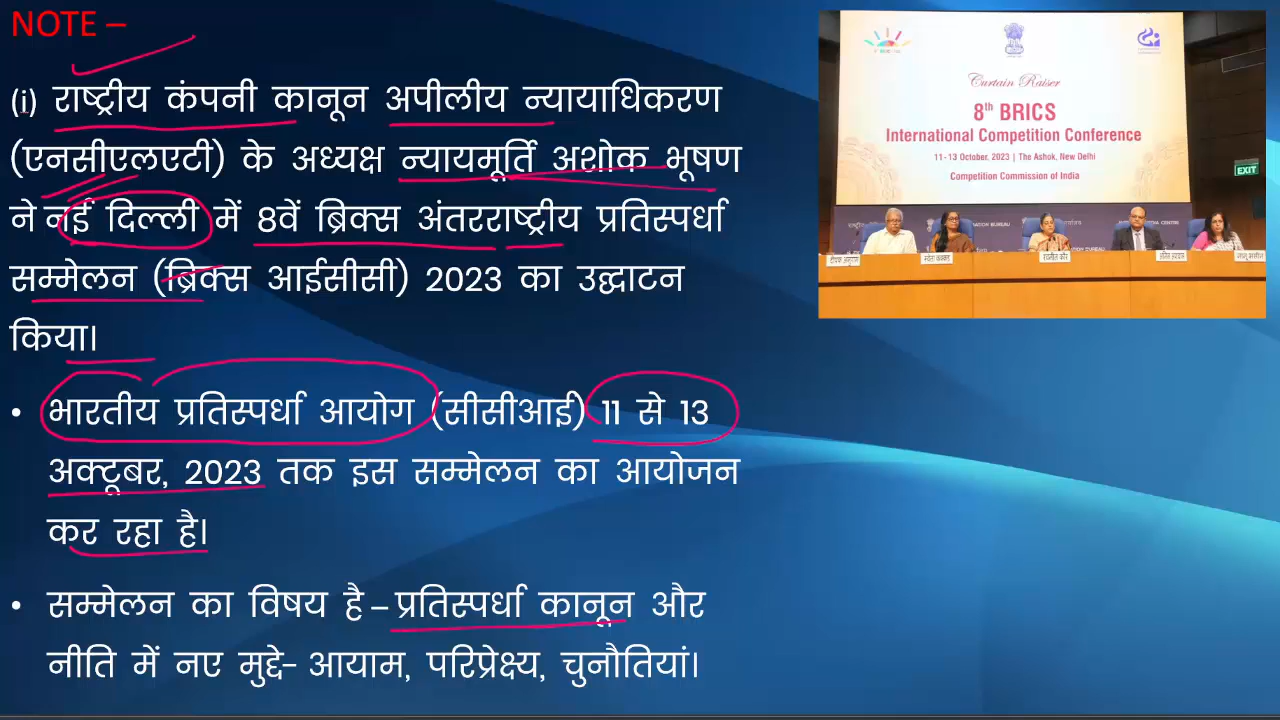 NOTE –
(i) राष्ट्रीय कंपनी कानून अपीलीय न्यायाधिकरण
(एनसीएलएटी) के अध्यक्ष न्यायमूर्ति अशोक भूषण
ने नई दिल्ली में 8वें ब्रिक्स अंतरराष्ट्रीय प्रतिस्पर्धा
सम्मेलन (ब्रिक्स आईसीसी) 2023 का उद्घाटन
किया।
• भारतीय प्रतिस्पर्धा आयोग (सीसीआई) 11 से 13
अक्टूबर, 2023 तक इस सम्मेलन का आयोजन
कर रहा है।
• सम्मेलन का विषय है – प्रतिस्पर्धा कानून और
नीति में नए मुद्दे- आयाम, परिप्रेक्ष्य, चुनौतियां।
Curtain Raiser
8th BRICS
International Competition Conference
11-13 October, 2023 | The Ashok, New Delhi
Competition Commission of India
EXIT